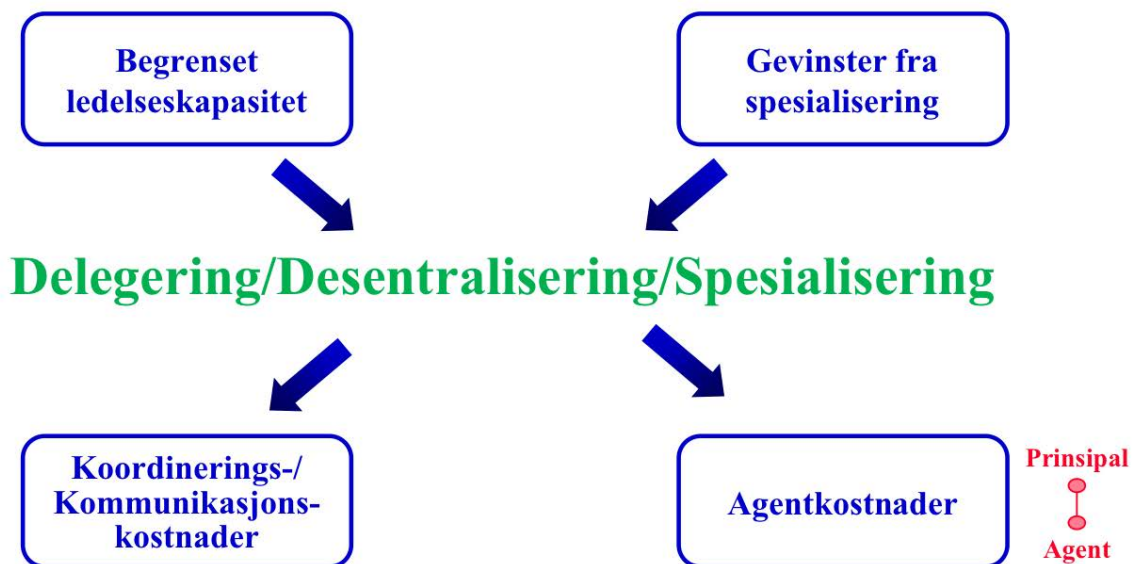 Begrenset
ledelseskapasitet
Gevinster fra
spesialisering
Delegering/Desentralisering/Spesialisering
Koordinerings-/
Kommunikasjons-
kostnader
Agentkostnader
Prinsipal
Agent